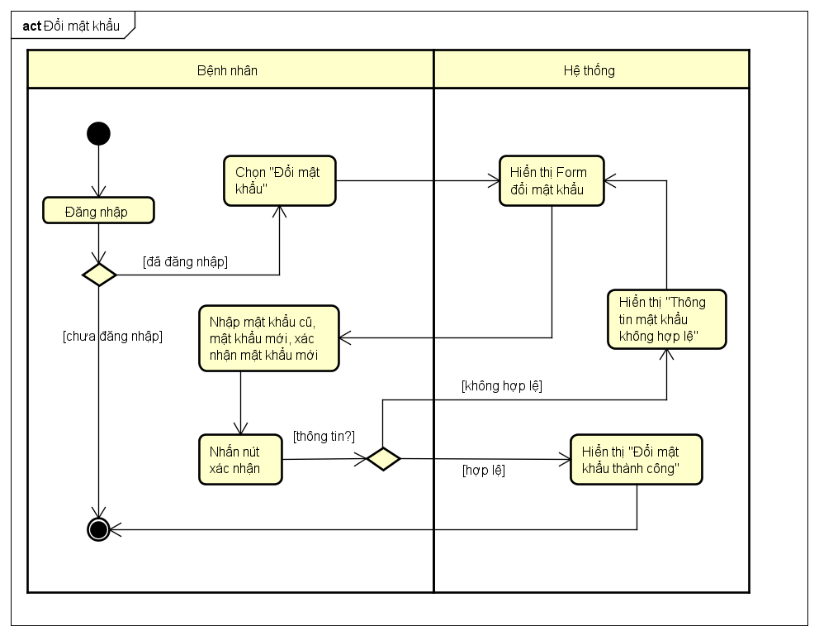 act Đổi mật khẩu
Bệnh nhân
Hệ thống
Chọn "Đổi mật
khẩu"
Hiển thị Form
đổi mật khẩu
Đăng nhập
[đã đăng nhập]
Hiển thị "Thông
tin mật khẩu
không hợp lệ"
Nhập mật khẩu cũ,
mật khẩu mới, xác
nhận mật khẩu mới
[chưa đăng nhập]
[không hợp lệ]
Nhấn nút
xác nhận
[thông tin?]
[hợp lê]
Hiển thị "Đổi mật
khẩu thành công"